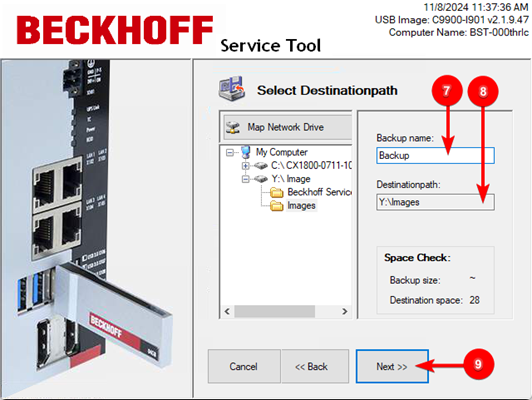 11/8/2024 11:37:36 AM
USB Image: C9900-I901 v2.1.9.47
Computer Name: BST-000thrlc
BECKHOFF Service Tool
Select Destinationpath
7
8
Map Network Drive
My Computer
C:\ CX1800-0711-10
Y:\ Image
Beckhoff Service
Images
Backup name:
Backup
Destinationpath:
Y:\Images
Space Check:
Backup size: ~
Destination space: 28
Cancel
<< Back
Next >>
9
BECKHOFF